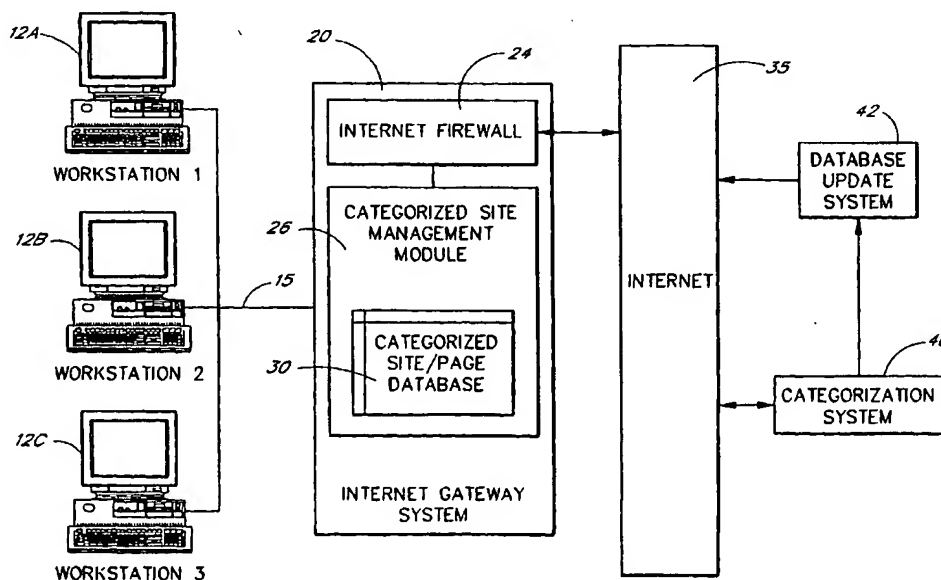 12A
WORKSTATION 1
12B
WORKSTATION 2
12C
WORKSTATION 3
15
20
24
INTERNET FIREWALL
26
CATEGORIZED SITE
MANAGEMENT
MODULE
30
CATEGORIZED
SITE/PAGE
DATABASE
INTERNET GATEWAY
SYSTEM
35
INTERNET
42
DATABASE
UPDATE
SYSTEM
CATEGORIZATION
SYSTEM